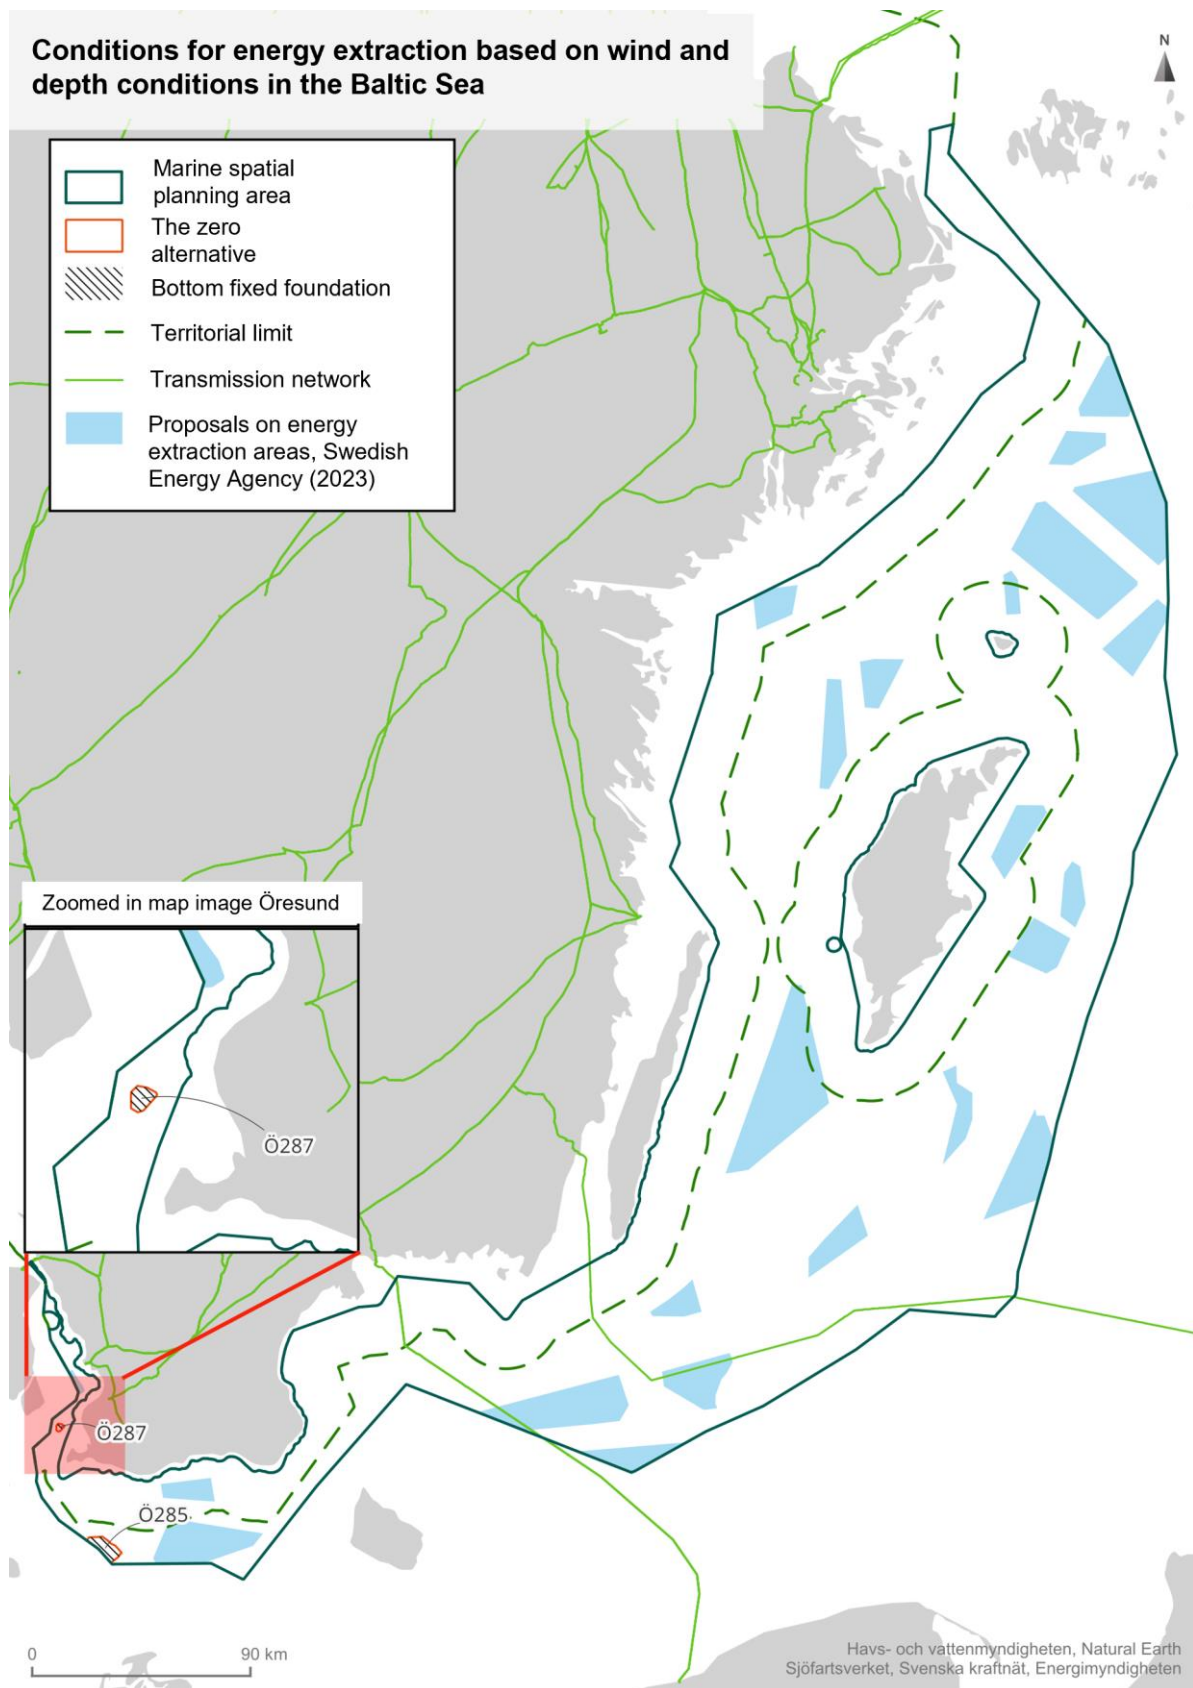 Conditions for energy extraction based on wind and
depth conditions in the Baltic Sea
N
Marine spatial
planning area
The zero
alternative
Bottom fixed foundation
Territorial limit
Transmission network
Proposals on energy
extraction areas, Swedish
Energy Agency (2023)
Zoomed in map image Öresund
Ö287
Ö287
Ö285
0 90 km
Havs- och vattenmyndigheten, Natural Earth
Sjöfartsverket, Svenska kraftnät, Energimyndigheten